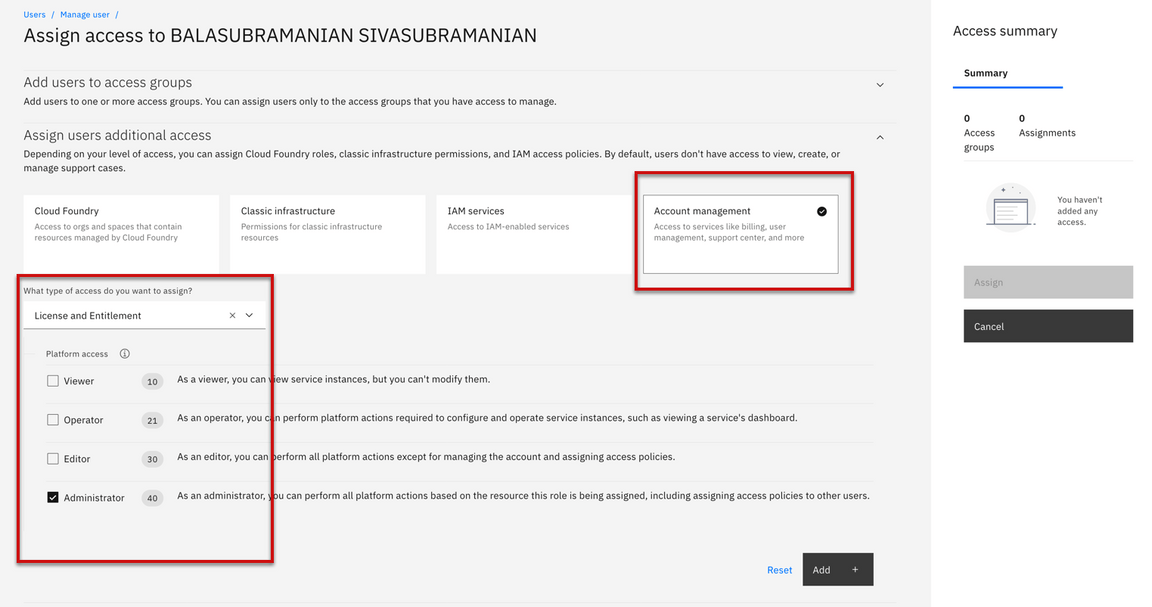 Users / Manage user /
Assign access to BALASUBRAMANIAN SIVASUBRAMANIAN
Add users to access groups
Add users to one or more access groups. You can assign users only to the access groups that you have access to manage.
Assign users additional access
Depending on your level of access, you can assign Cloud Foundry roles, classic infrastructure permissions, and IAM access policies. By default, users don't have access to view, create, or
manage support cases.
Cloud Foundry
Access to orgs and spaces that contain
resources managed by Cloud Foundry
Classic infrastructure
Permissions for classic infrastructure
resources
IAM services
Access to IAM-enabled services
Account management
Access to services like billing, user
management, support center, and more
What type of access do you want to assign?
License and Entitlement
Platform access
Viewer 10 As a viewer, you can view service instances, but you can't modify them.
Operator 21 As an operator, you can perform platform actions required to configure and operate service instances, such as viewing a service's dashboard.
Editor 30 As an editor, you can perform all platform actions except for managing the account and assigning access policies.
Administrator 40 As an administrator, you can perform all platform actions based on the resource this role is being assigned, including assigning access policies to other users.
Reset
Add +
Access summary
Summary
0 0
Access Assignments
groups
You haven't
added any
access.
Assign
Cancel